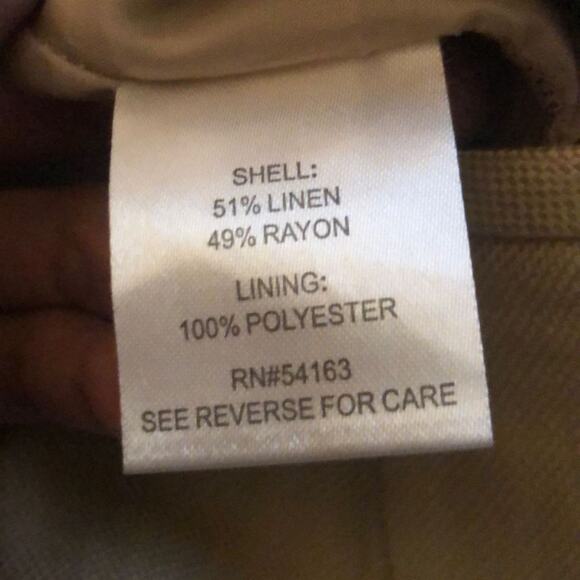 SHELL:
51% LINEN
49% RAYON
LINING:
100% POLYESTER
RN#54163
SEE REVERSE FOR CARE